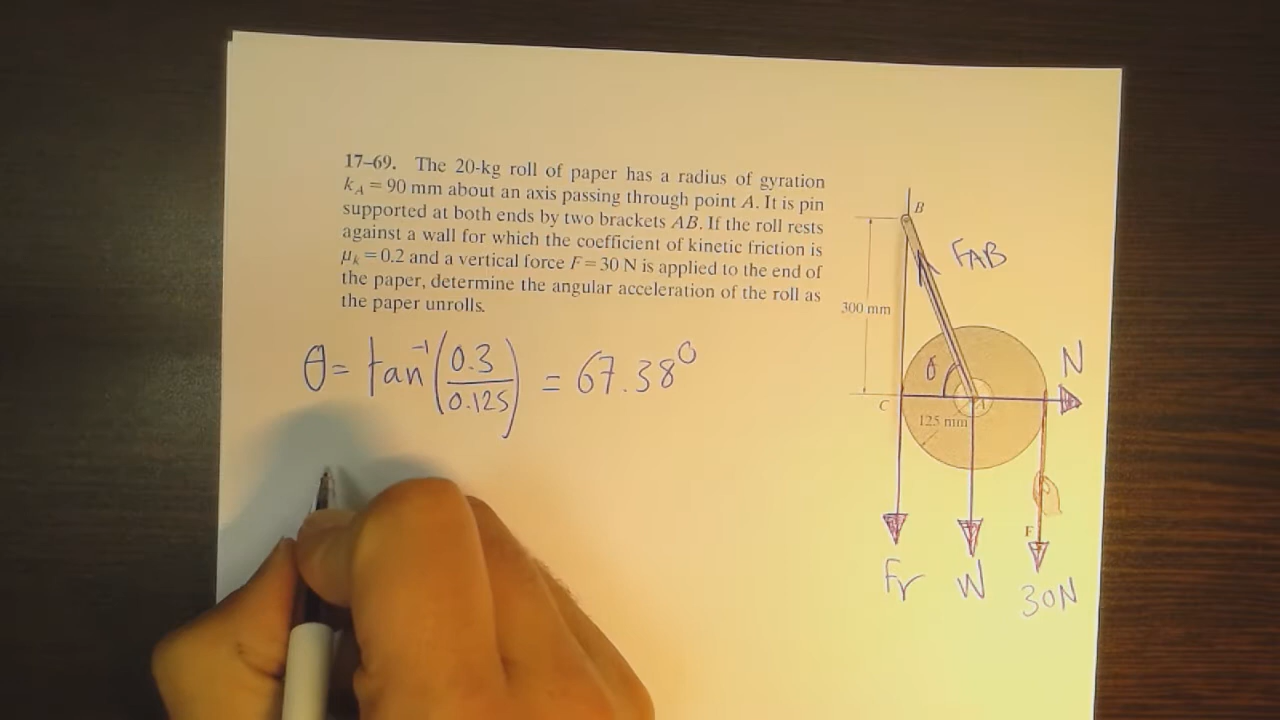 17–69. The 20-kg roll of paper has a radius of gyration
k_A = 90 mm about an axis passing through point A. It is pin
supported at both ends by two brackets AB. If the roll rests
against a wall for which the coefficient of kinetic friction is
μ_k = 0.2 and a vertical force F = 30 N is applied to the end of
the paper, determine the angular acceleration of the roll as
the paper unrolls.
θ = tan⁻¹(0.3/0.125) = 67.38⁰
B
FAB
300 mm
θ
N
C
A
125 mm
F
Fr
W
30N